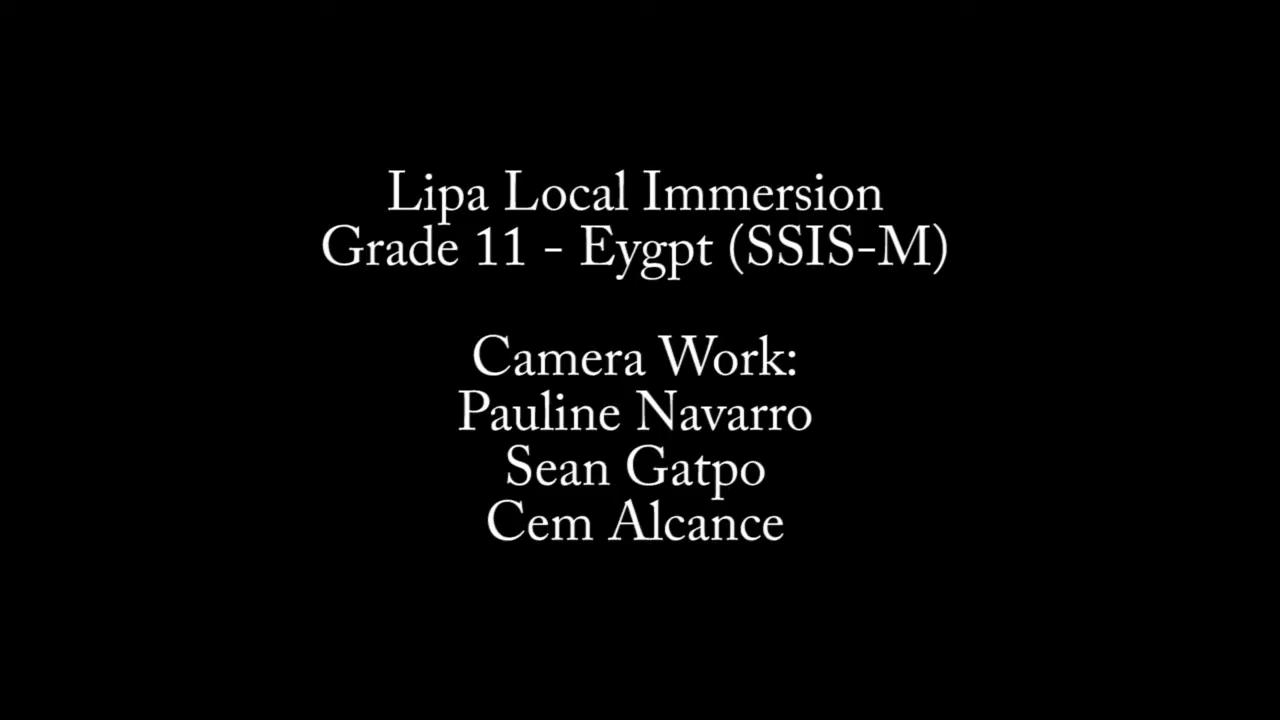 Lipa Local Immersion
Grade 11 - Eygpt (SSIS-M)
Camera Work:
Pauline Navarro
Sean Gatpo
Cem Alcance